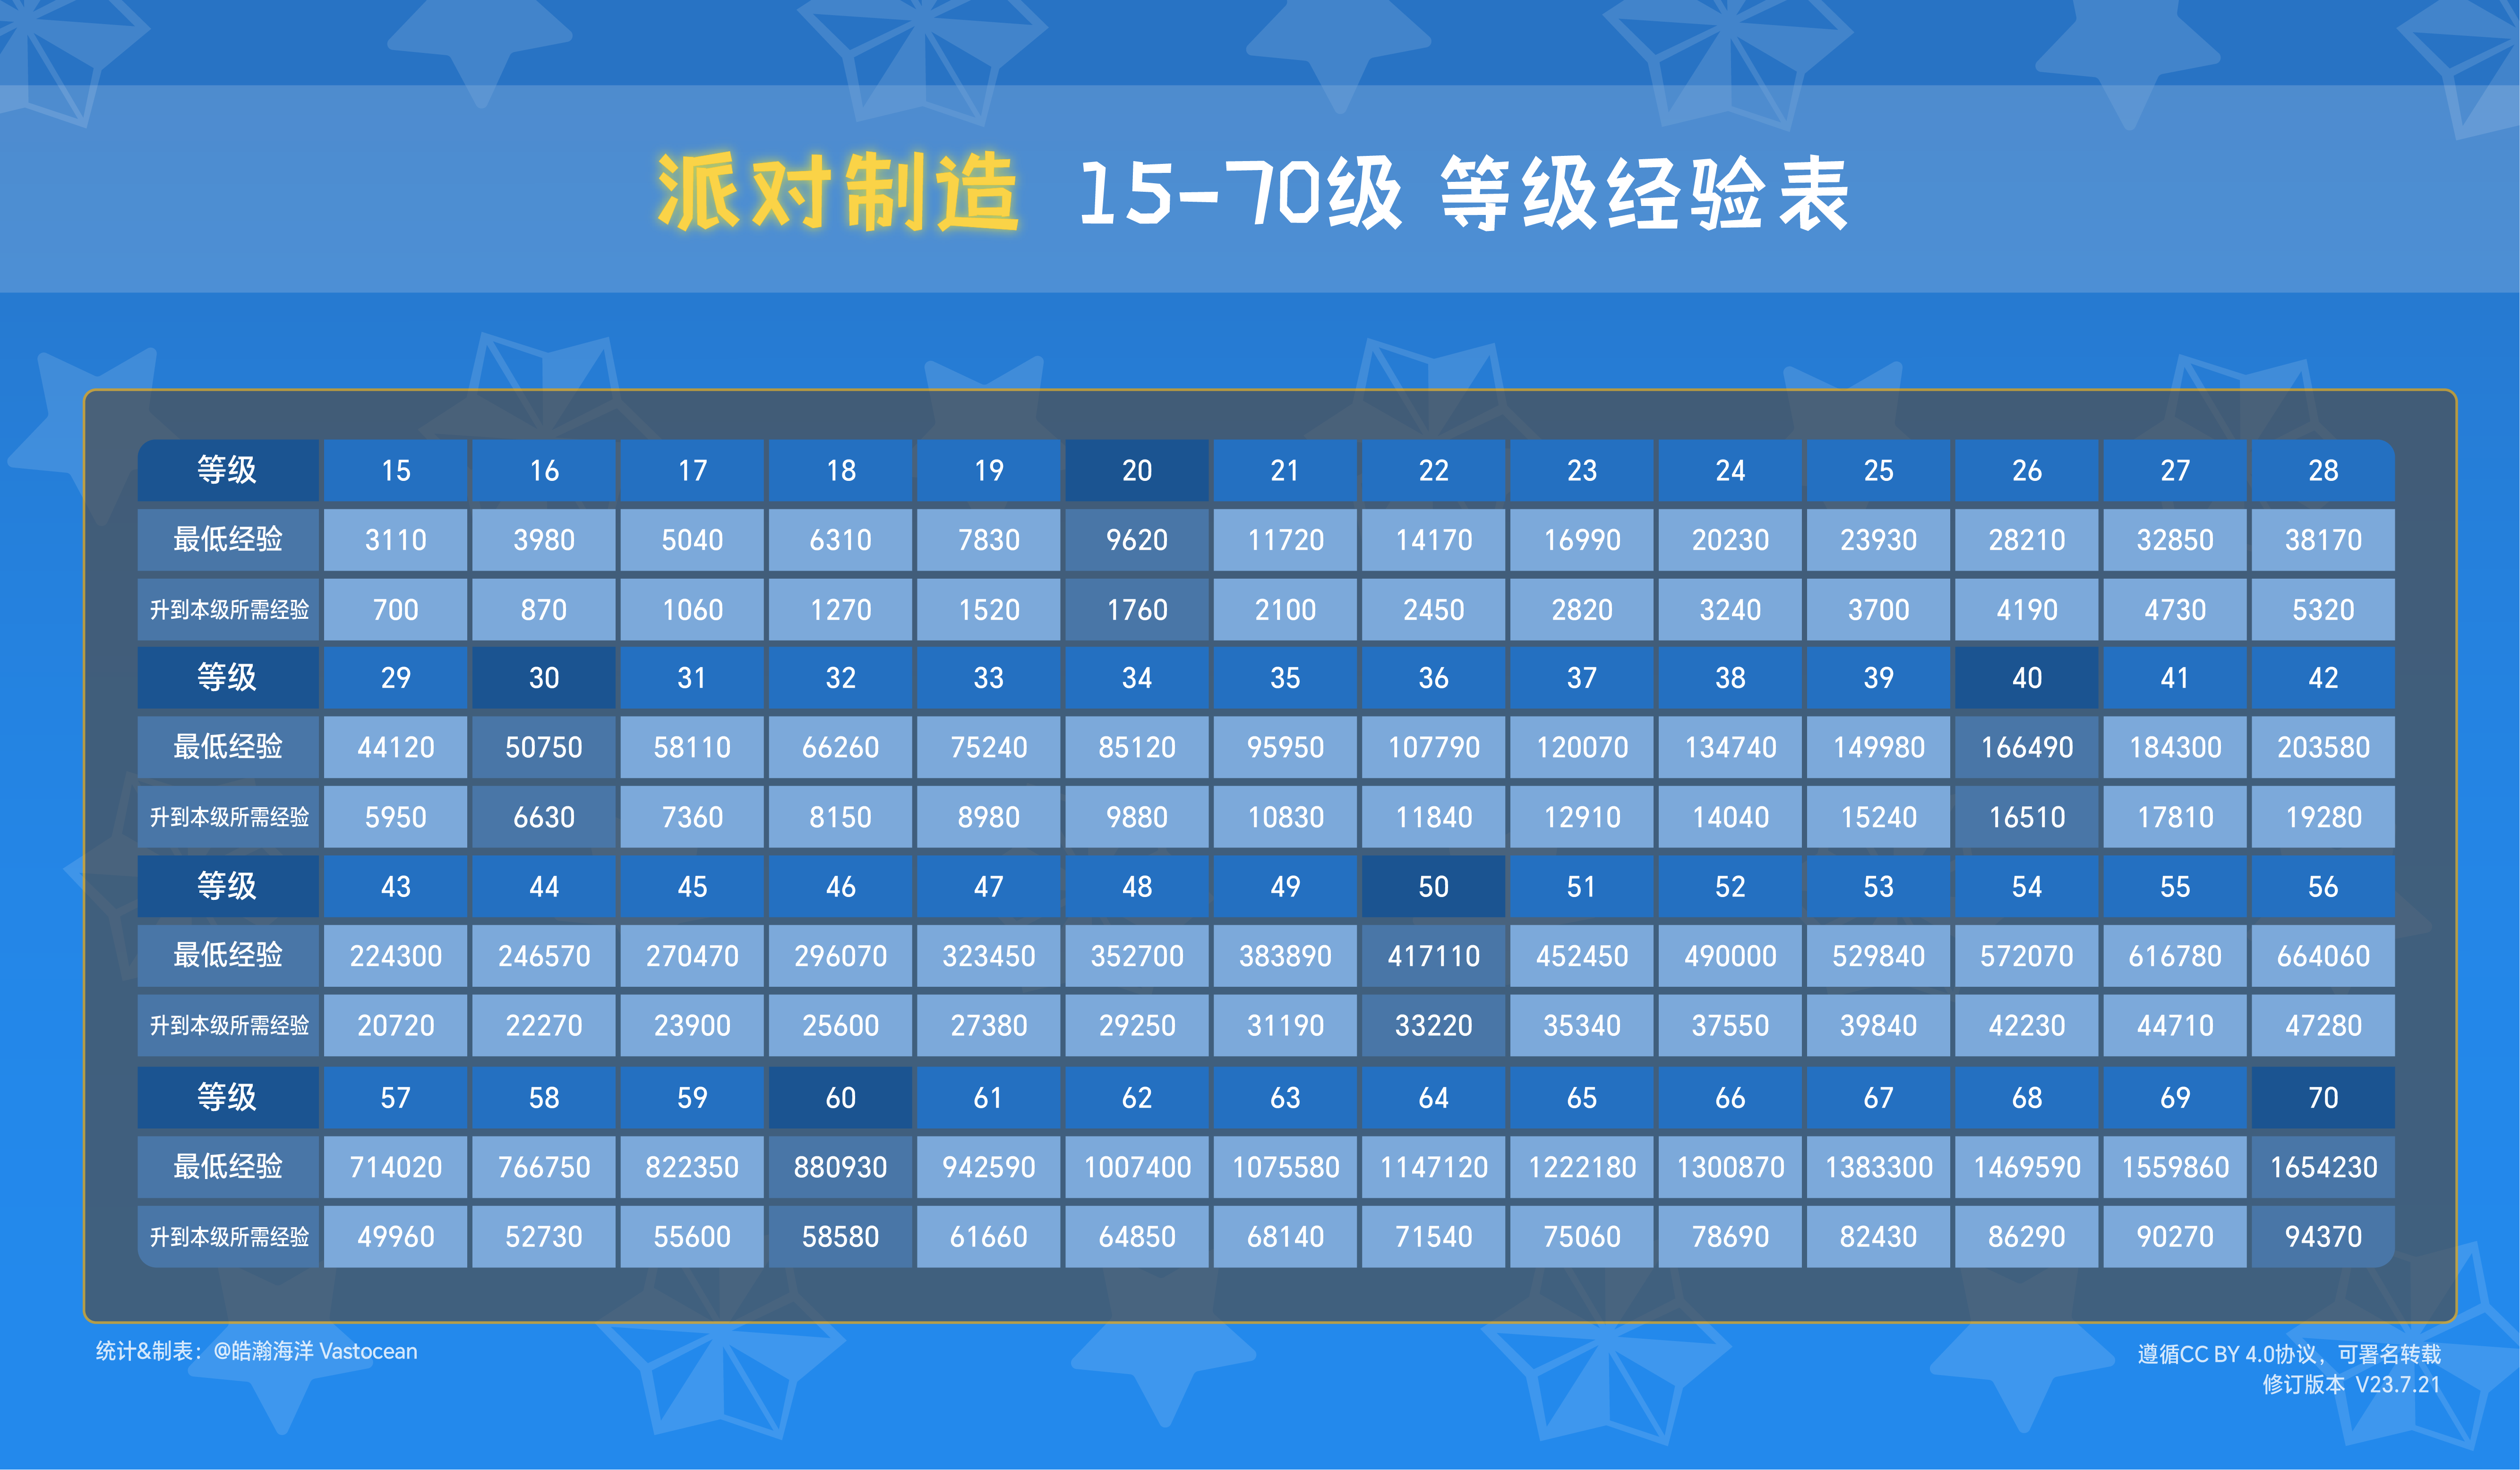 派对制造 15-70级 等级经验表
等级 15 16 17 18 19 20 21 22 23 24 25 26 27 28
最低经验 3110 3980 5040 6310 7830 9620 11720 14170 16990 20230 23930 28210 32850 38170
升到本级所需经验 700 870 1060 1270 1520 1760 2100 2450 2820 3240 3700 4190 4730 5320
等级 29 30 31 32 33 34 35 36 37 38 39 40 41 42
最低经验 44120 50750 58110 66260 75240 85120 95950 107790 120070 134740 149980 166490 184300 203580
升到本级所需经验 5950 6630 7360 8150 8980 9880 10830 11840 12910 14040 15240 16510 17810 19280
等级 43 44 45 46 47 48 49 50 51 52 53 54 55 56
最低经验 224300 246570 270470 296070 323450 352700 383890 417110 452450 490000 529840 572070 616780 664060
升到本级所需经验 20720 22270 23900 25600 27380 29250 31190 33220 35340 37550 39840 42230 44710 47280
等级 57 58 59 60 61 62 63 64 65 66 67 68 69 70
最低经验 714020 766750 822350 880930 942590 1007400 1075580 1147120 1222180 1300870 1383300 1469590 1559860 1654230
升到本级所需经验 49960 52730 55600 58580 61660 64850 68140 71540 75060 78690 82430 86290 90270 94370
统计&制表：@皓瀚海洋 Vastocean
遵循CC BY 4.0协议，可署名转载
修订版本 V23.7.21